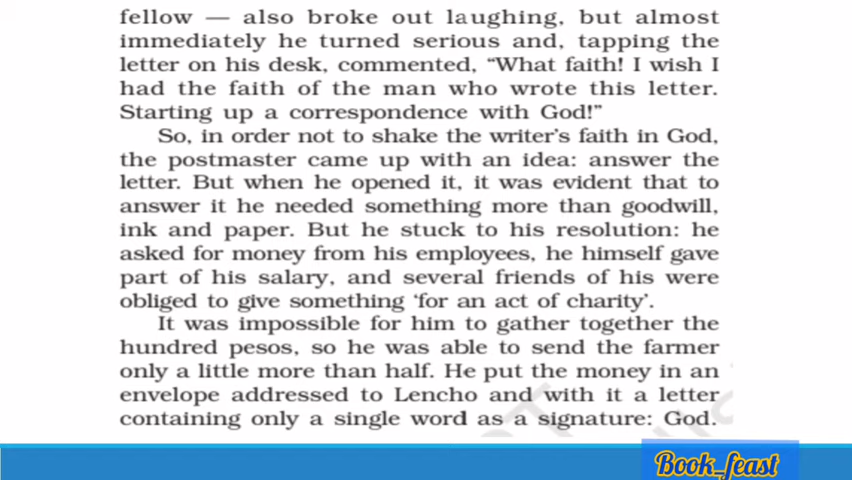 fellow — also broke out laughing, but almost
immediately he turned serious and, tapping the
letter on his desk, commented, “What faith! I wish I
had the faith of the man who wrote this letter.
Starting up a correspondence with God!”
So, in order not to shake the writer’s faith in God,
the postmaster came up with an idea: answer the
letter. But when he opened it, it was evident that to
answer it he needed something more than goodwill,
ink and paper. But he stuck to his resolution: he
asked for money from his employees, he himself gave
part of his salary, and several friends of his were
obliged to give something ‘for an act of charity’.
It was impossible for him to gather together the
hundred pesos, so he was able to send the farmer
only a little more than half. He put the money in an
envelope addressed to Lencho and with it a letter
containing only a single word as a signature: God.
Book_feast